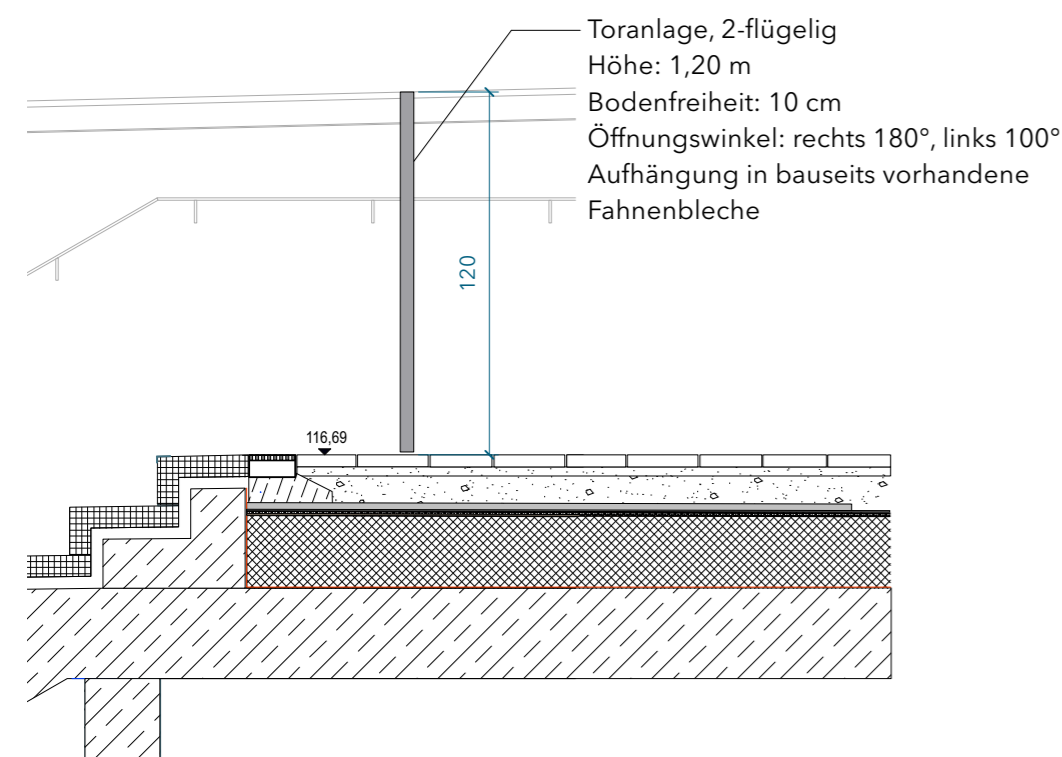 Toranlage, 2-flügelig
Höhe: 1,20 m
Bodenfreiheit: 10 cm
Öffnungswinkel: rechts 180°, links 100°
Aufhängung in bauseits vorhandene
Fahnenbleche
120
116,69